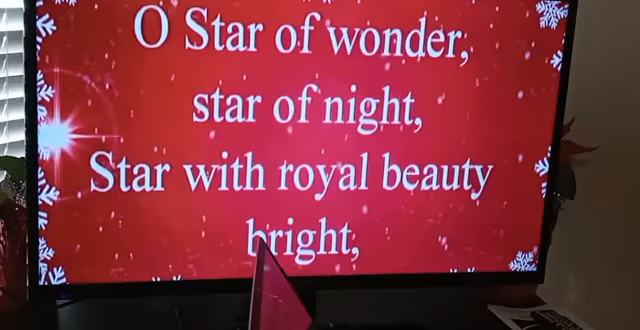 O Star of wonder,
star of night,
Star with royal beauty
bright,